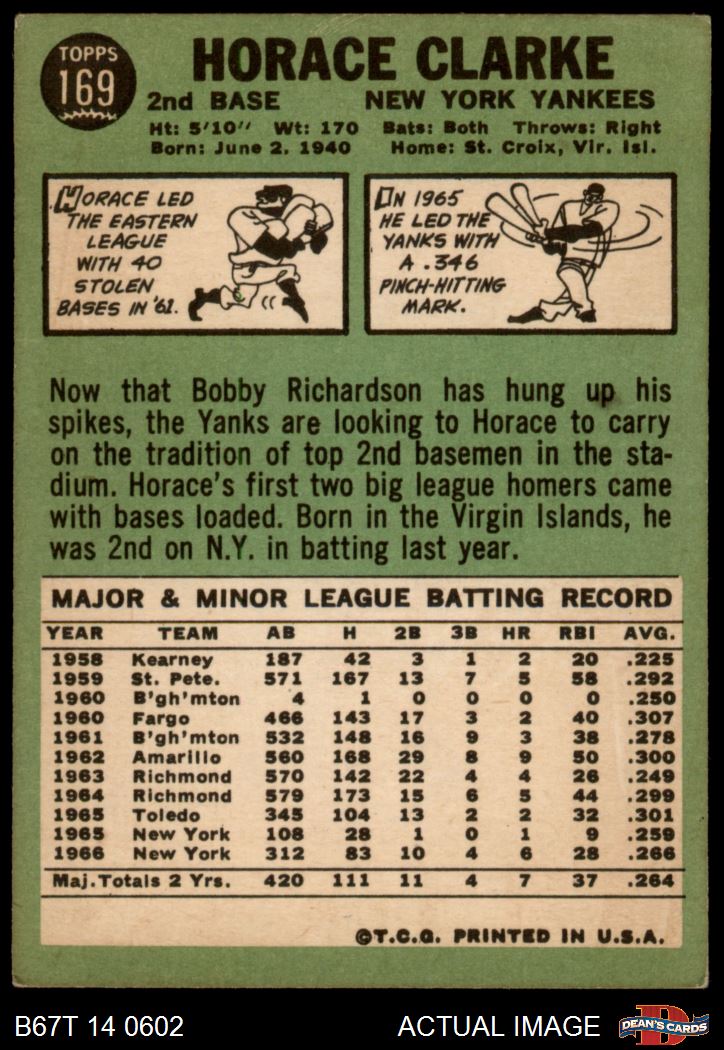 TOPPS
169
HORACE CLARKE
2nd BASE NEW YORK YANKEES
Ht: 5'10" Wt: 170 Bats: Both Throws: Right
Born: June 2, 1940 Home: St. Croix, Vir. Isl.
HORACE LED
THE EASTERN
LEAGUE
WITH 40
STOLEN
BASES IN '61.
IN 1965
HE LED THE
YANKS WITH
A .346
PINCH-HITTING
MARK.
Now that Bobby Richardson has hung up his
spikes, the Yanks are looking to Horace to carry
on the tradition of top 2nd basemen in the sta-
dium. Horace's first two big league homers came
with bases loaded. Born in the Virgin Islands, he
was 2nd on N.Y. in batting last year.
MAJOR & MINOR LEAGUE BATTING RECORD
YEAR TEAM AB H 2B 3B HR RBI AVG.
1958 Kearney 187 42 3 1 2 20 .225
1959 St. Pete. 571 167 13 7 5 58 .292
1960 B'gh'mton 4 1 0 0 0 0 .250
1960 Fargo 466 143 17 3 2 40 .307
1961 B'gh'mton 532 148 16 9 3 38 .278
1962 Amarillo 560 168 29 8 9 50 .300
1963 Richmond 570 142 22 4 4 26 .249
1964 Richmond 579 173 15 6 5 44 .299
1965 Toledo 345 104 13 2 2 32 .301
1965 New York 108 28 1 0 1 9 .259
1966 New York 312 83 10 4 6 28 .266
Maj. Totals 2 Yrs. 420 111 11 4 7 37 .264
©T.C.G. PRINTED IN U.S.A.
B67T 14 0602 ACTUAL IMAGE D DEAN'S CARDS